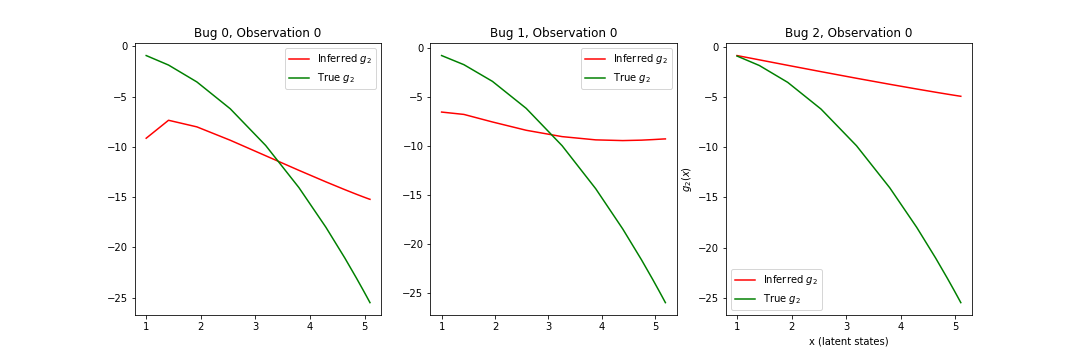 Bug 0, Observation 0
Inferred g₂
True g₂
0
−5
−10
−15
−20
−25
1 2 3 4 5
Bug 1, Observation 0
Inferred g₂
True g₂
0
−5
−10
−15
−20
−25
1 2 3 4 5
Bug 2, Observation 0
g₂(x)
0
−5
−10
−15
−20
−25
Inferred g₂
True g₂
1 2 3 4 5
x (latent states)